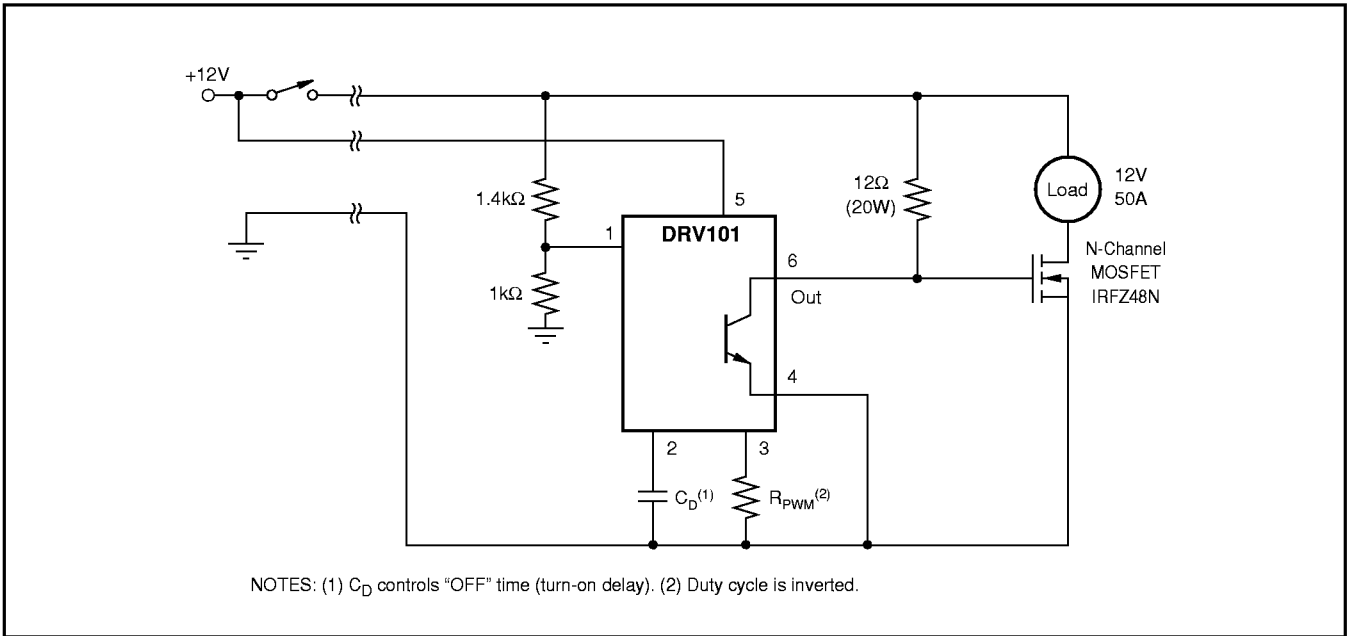 +12V
1.4kΩ
1kΩ
1
5
DRV101
6
Out
4
2
3
C_D(1)
R_PWM(2)
12Ω
(20W)
Load
12V
50A
N-Channel
MOSFET
IRFZ48N
NOTES: (1) C_D controls “OFF” time (turn-on delay). (2) Duty cycle is inverted.